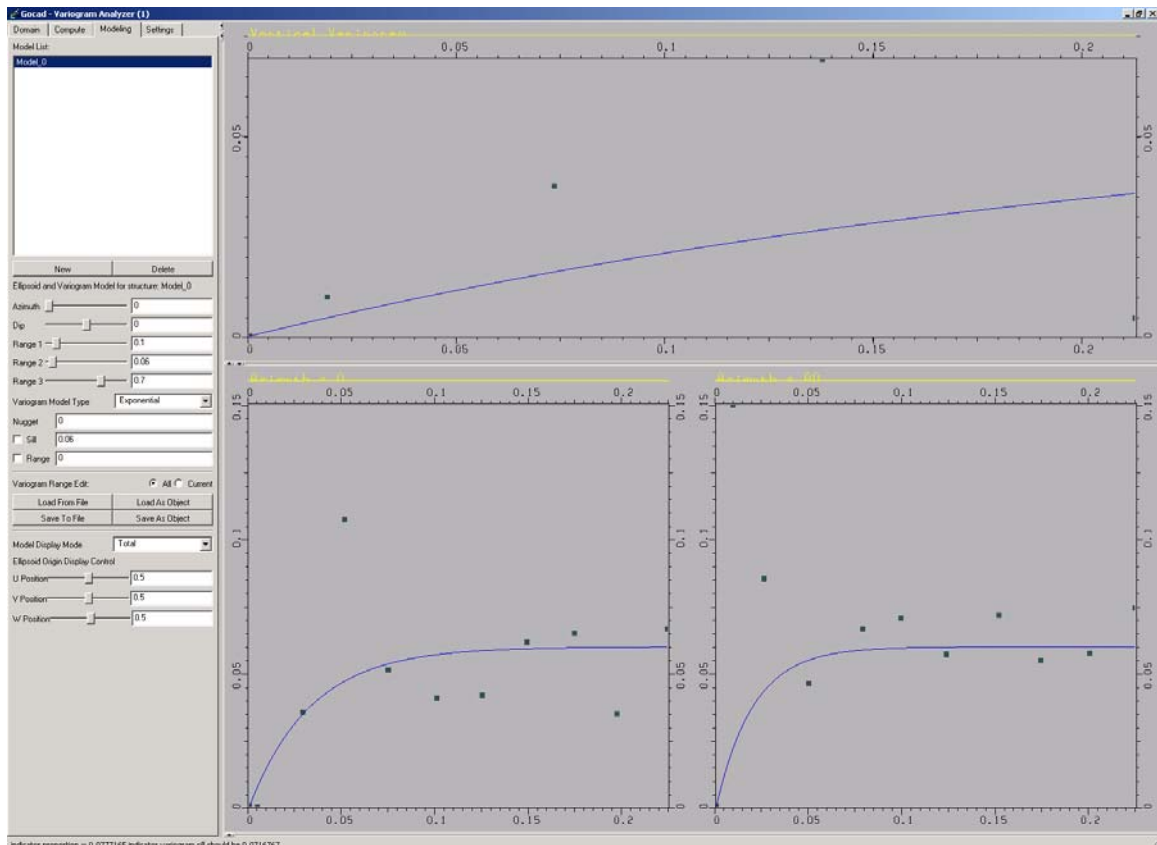 Gocad - Variogram Analyzer (1)
Domain Compute Modeling Settings
Model List:
Model_0
New Delete
Ellipsoid and Variogram Model for structure: Model_0
Azimuth 0
Dip 0
Range 1 0.1
Range 2 0.06
Range 3 0.7
Variogram Model Type Exponential
Nugget 0
Sill 0.06
Range 0
Variogram Range Edit: All Current
Load From File Load As Object
Save To File Save As Object
Model Display Mode Total
Ellipsoid Origin Display Control
U Position 0.5
V Position 0.5
W Position 0.5
Vertical Variogram
0 0.05 0.1 0.15 0.2
0.05 0.05
0 0
0 0.05 0.1 0.15 0.2
Azimuth = 0
0 0.05 0.1 0.15 0.2
0.15 0.15
0.1 0.1
0.05 0.05
0 0
0 0.05 0.1 0.15 0.2
Azimuth = 90
0 0.05 0.1 0.15 0.2
0.15
0.1
0.05
0
0 0.05 0.1 0.15 0.2